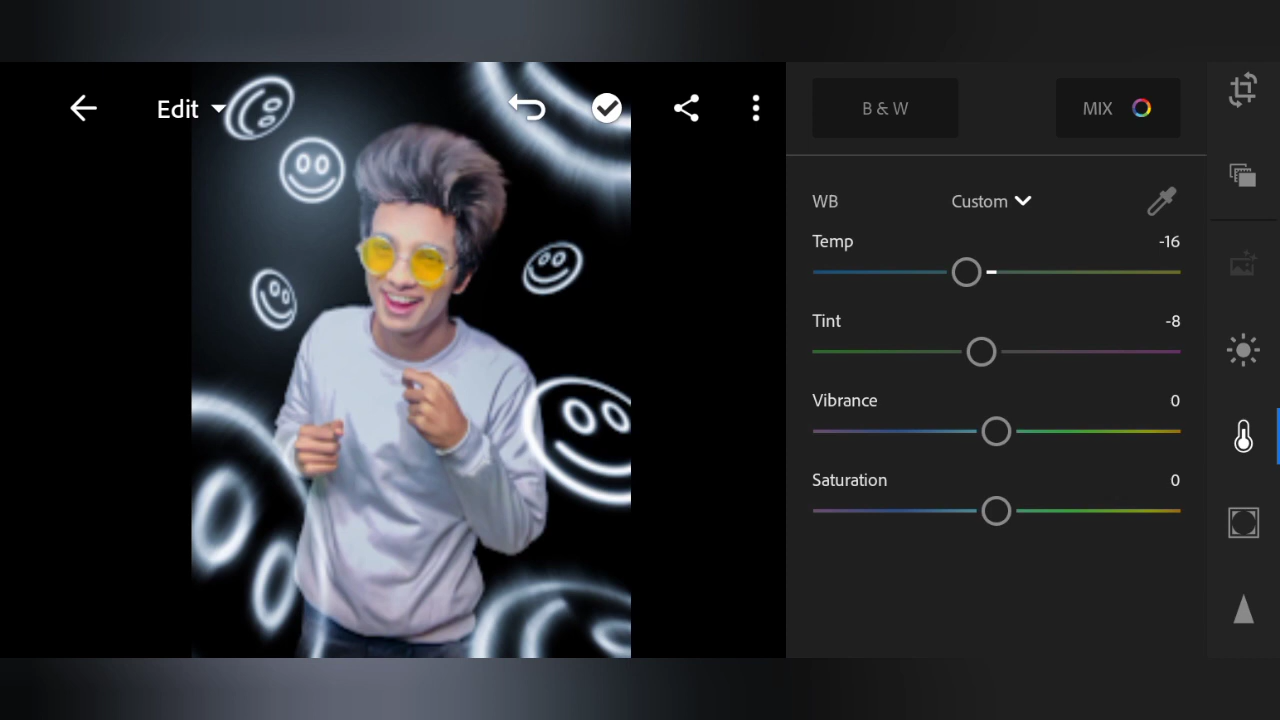 Edit
B & W
MIX
WB Custom
Temp -16
Tint -8
Vibrance 0
Saturation 0